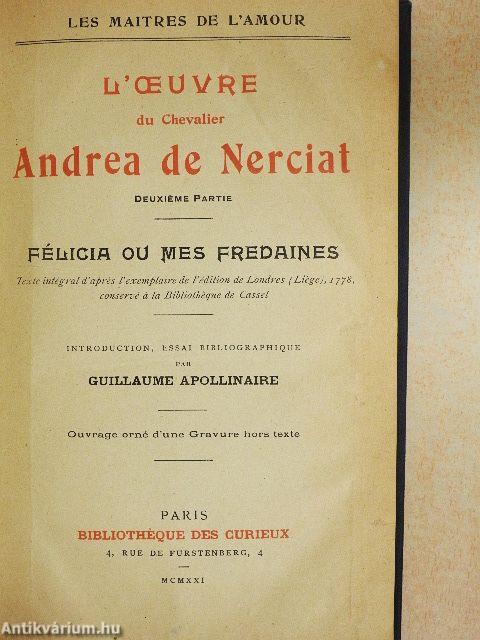 LES MAITRES DE L'AMOUR
L'ŒUVRE
du Chevalier
Andrea de Nerciat
DEUXIÈME PARTIE
FÉLICIA OU MES FREDAINES
Texte intégral d'après l'exemplaire de l'édition de Londres (Liége), 1778,
conservé à la Bibliothèque de Cassel
INTRODUCTION, ESSAI BIBLIOGRAPHIQUE
PAR
GUILLAUME APOLLINAIRE
Ouvrage orné d'une Gravure hors texte
PARIS
BIBLIOTHÈQUE DES CURIEUX
4, RUE DE FURSTENBERG, 4
MCMXXI
Antikvárium.hu